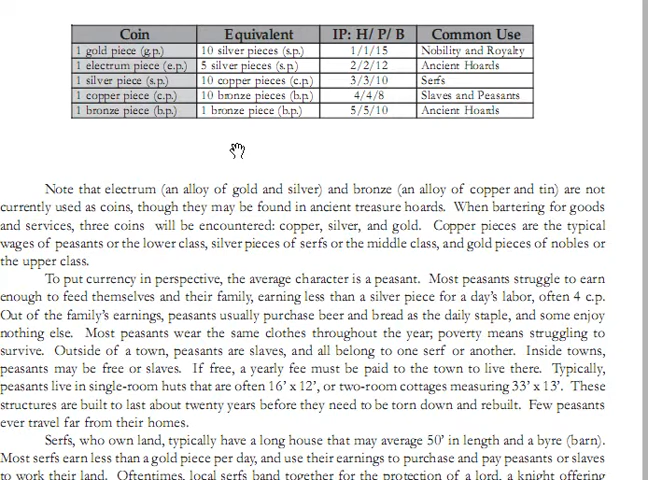 Coin Equivalent IP: H/ P/ B Common Use
1 gold piece (g.p.) 10 silver pieces (s.p.) 1/1/15 Nobility and Royalty
1 electrum piece (e.p.) 5 silver pieces (s.p.) 2/2/12 Ancient Hoards
1 silver piece (s.p.) 10 copper pieces (c.p.) 3/3/10 Serfs
1 copper piece (c.p.) 10 bronze pieces (b.p.) 4/4/8 Slaves and Peasants
1 bronze piece (b.p.) 1 bronze piece (b.p.) 5/5/10 Ancient Hoards
Note that electrum (an alloy of gold and silver) and bronze (an alloy of copper and tin) are not
currently used as coins, though they may be found in ancient treasure hoards. When bartering for goods
and services, three coins will be encountered: copper, silver, and gold. Copper pieces are the typical
wages of peasants or the lower class, silver pieces of serfs or the middle class, and gold pieces of nobles or
the upper class.
To put currency in perspective, the average character is a peasant. Most peasants struggle to earn
enough to feed themselves and their family, earning less than a silver piece for a day's labor, often 4 c.p.
Out of the family's earnings, peasants usually purchase beer and bread as the daily staple, and some enjoy
nothing else. Most peasants wear the same clothes throughout the year; poverty means struggling to
survive. Outside of a town, peasants are slaves, and all belong to one serf or another. Inside towns,
peasants may be free or slaves. If free, a yearly fee must be paid to the town to live there. Typically,
peasants live in single-room huts that are often 16' x 12', or two-room cottages measuring 33' x 13'. These
structures are built to last about twenty years before they need to be torn down and rebuilt. Few peasants
ever travel far from their homes.
Serfs, who own land, typically have a long house that may average 50' in length and a byre (barn).
Most serfs earn less than a gold piece per day, and use their earnings to purchase and pay peasants or slaves
to work their land. Oftentimes, local serfs band together for the protection of a lord, a knight offering